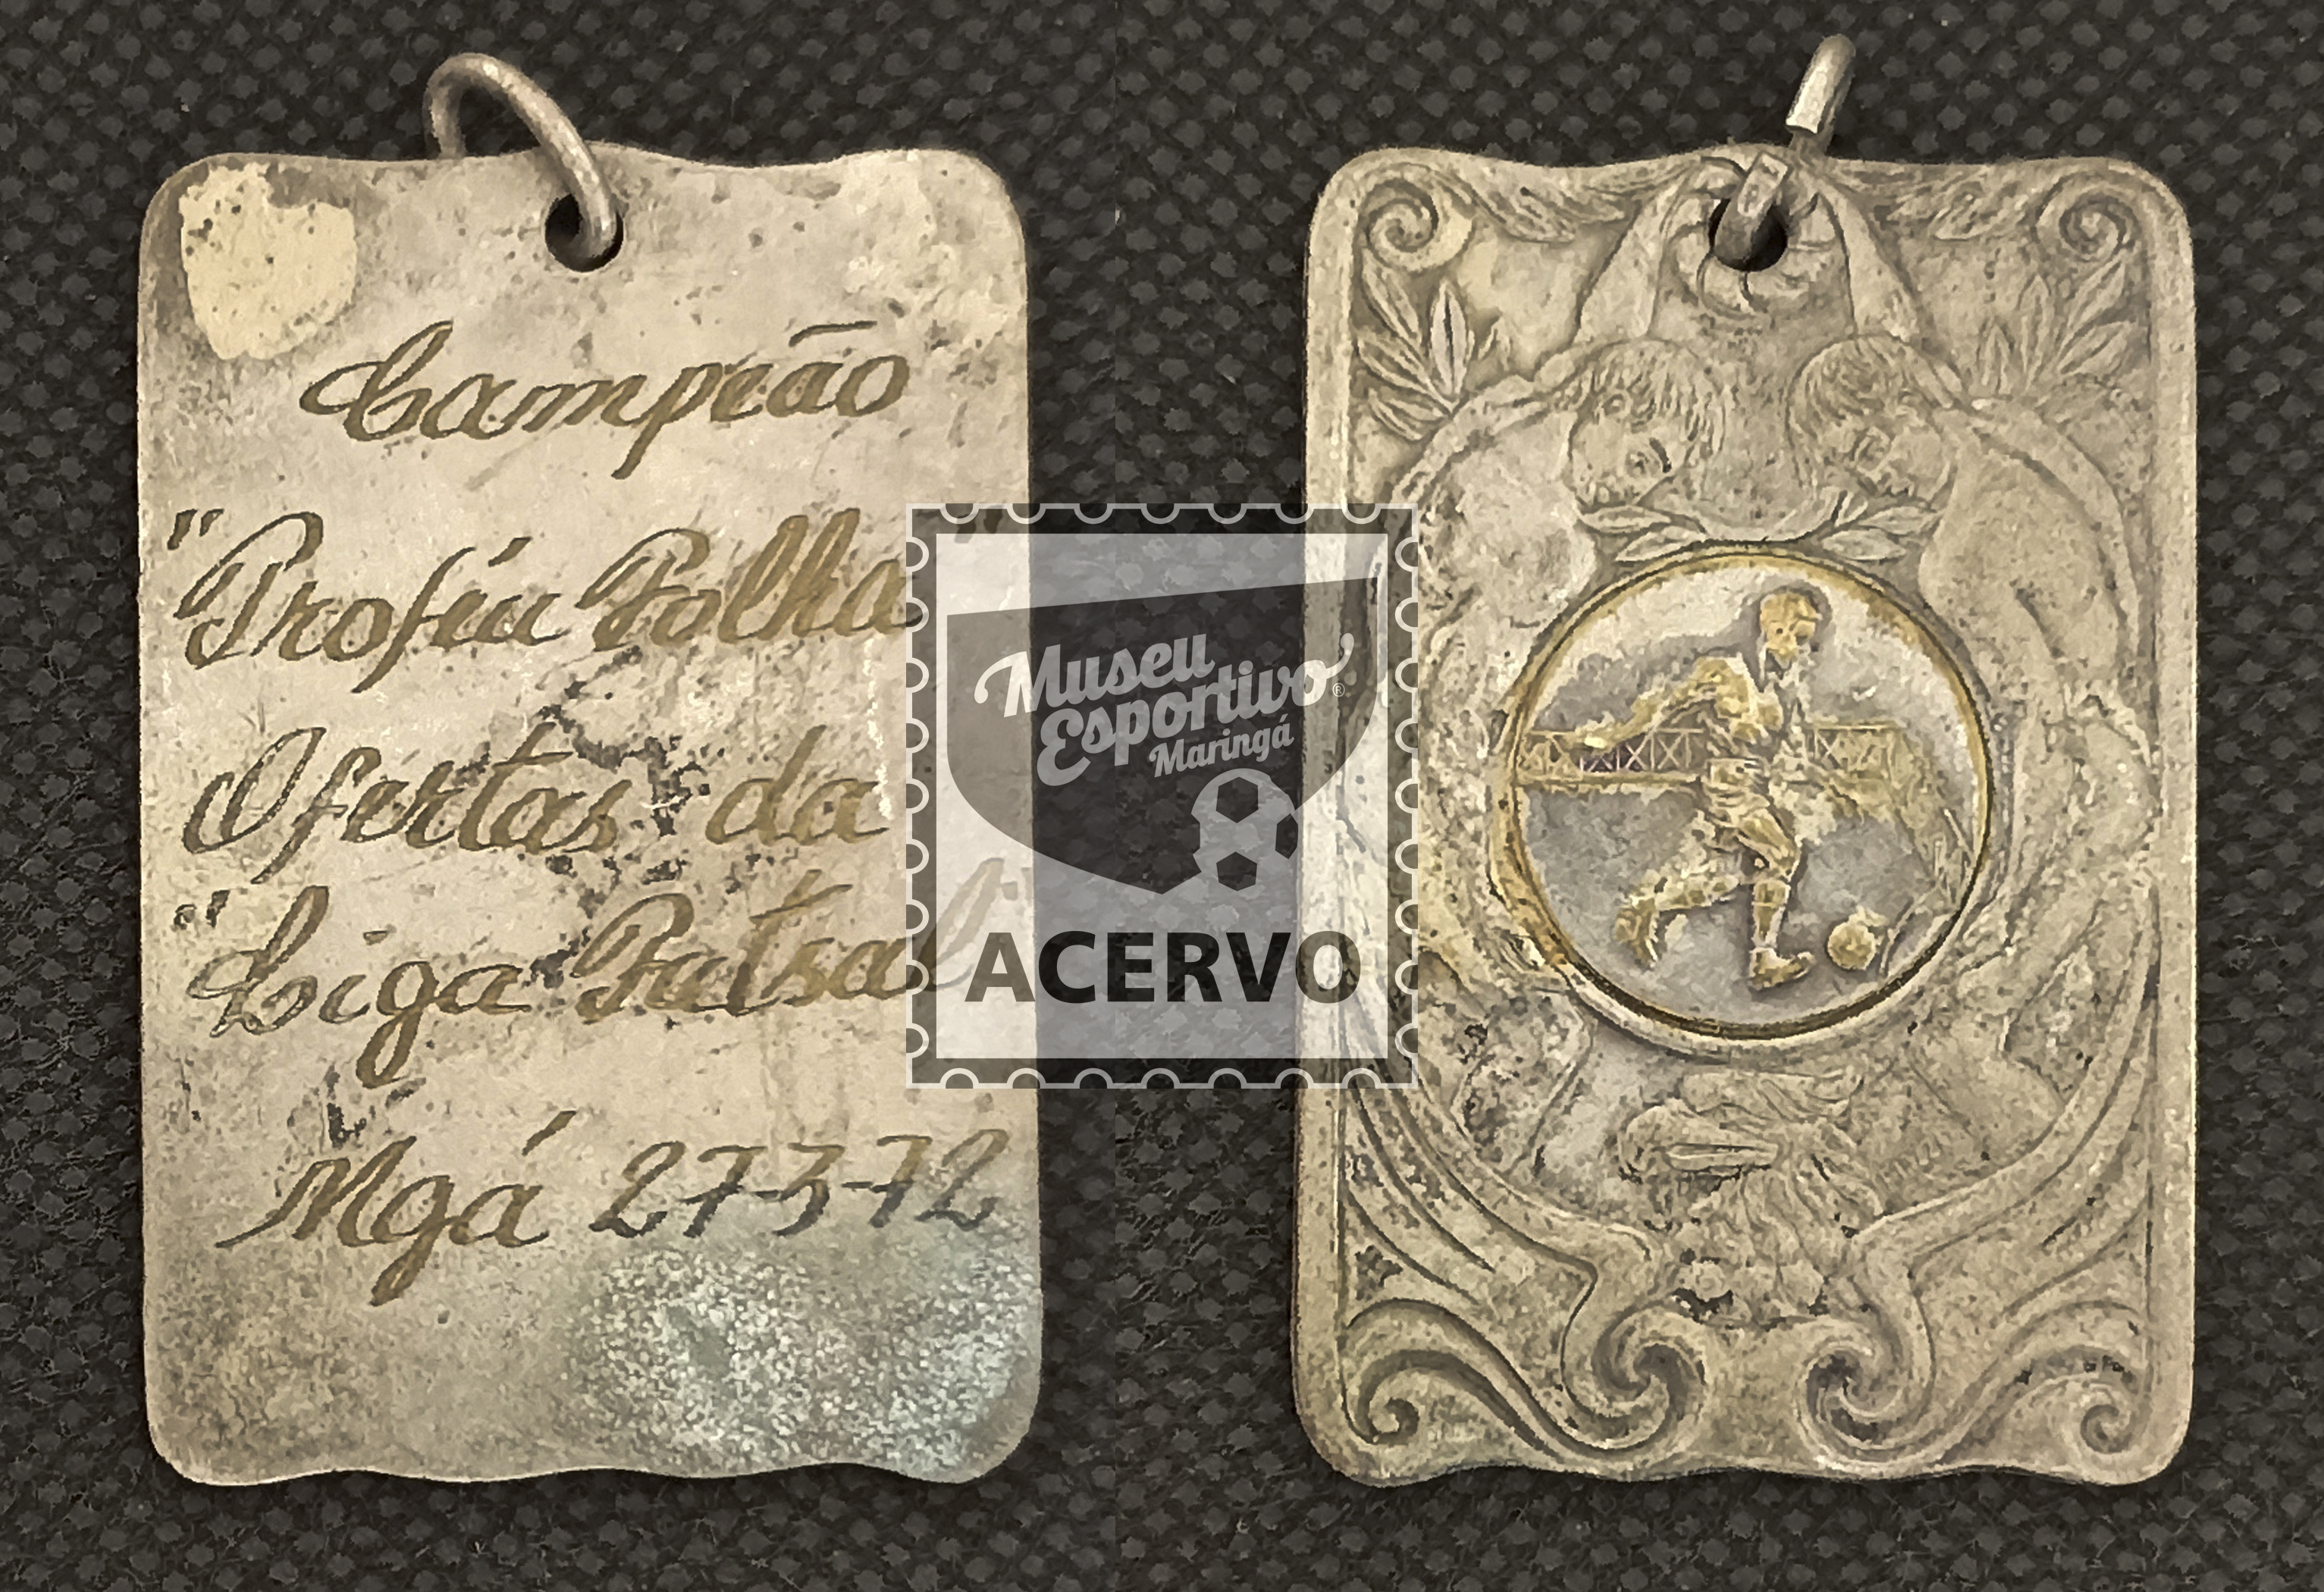 Campeão
"Troféu Folha"
Ofertas da
"Liga Futsal"
Mgá 27-3-72
Museu
Esportivo®
Maringá
ACERVO